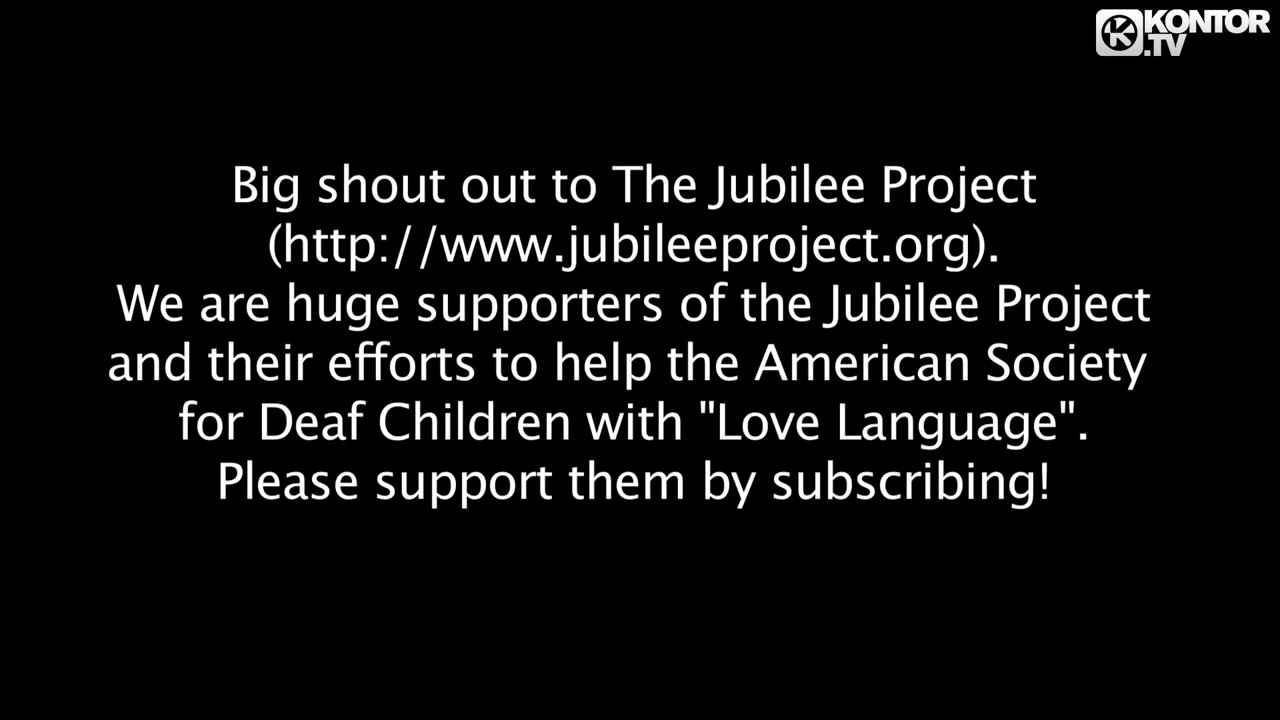 KONTOR
.TV
Big shout out to The Jubilee Project
(http://www.jubileeproject.org).
We are huge supporters of the Jubilee Project
and their efforts to help the American Society
for Deaf Children with "Love Language".
Please support them by subscribing!